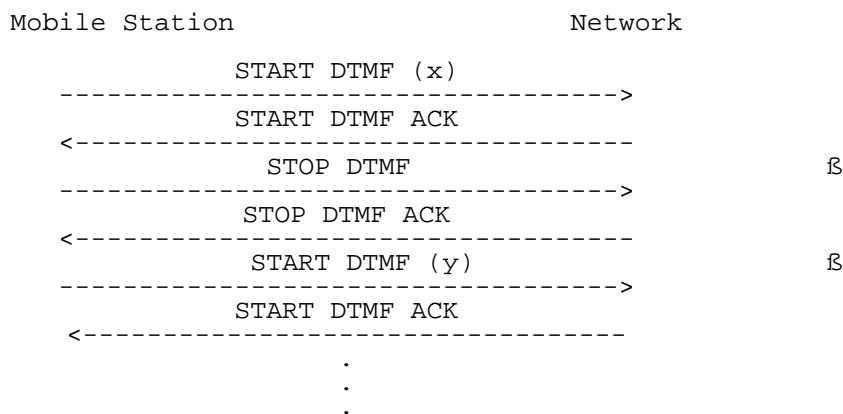 Mobile Station Network
START DTMF (x)
----------------------------------->
START DTMF ACK
<-----------------------------------
STOP DTMF ß
----------------------------------->
STOP DTMF ACK
<-----------------------------------
START DTMF (y) ß
----------------------------------->
START DTMF ACK
<----------------------------------
.
.
.